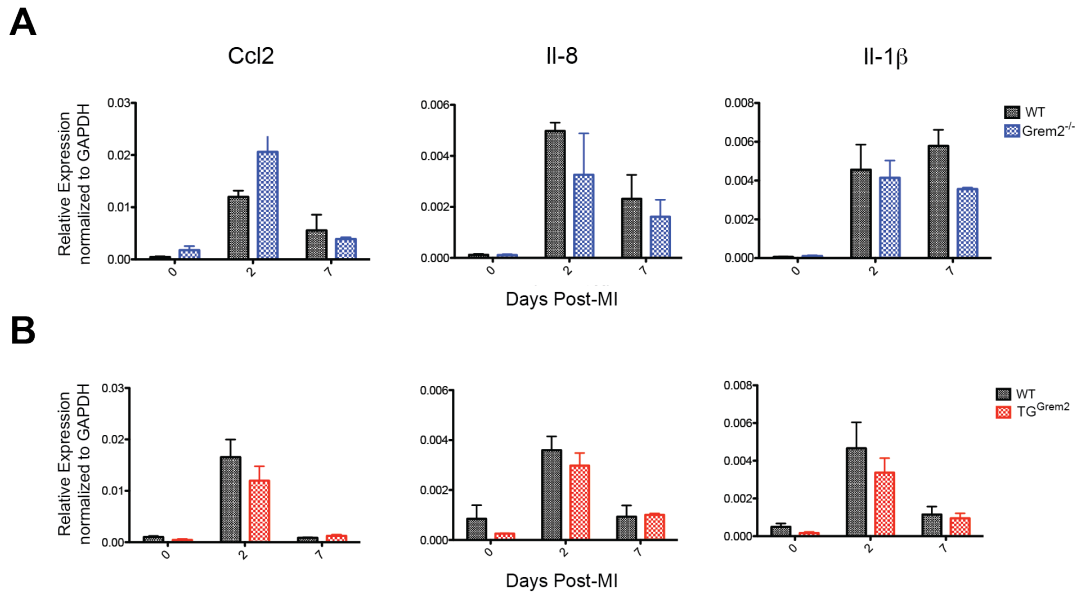 A
Ccl2
Il-8
Il-1β
Relative Expression
normalized to GAPDH
0.03
0.02
0.01
0.00
0
2
7
0.006
0.004
0.002
0.000
0
2
7
0.008
0.006
0.004
0.002
0.000
0
2
7
WT
Grem2-/-
Days Post-MI
B
Relative Expression
normalized to GAPDH
0.03
0.02
0.01
0.00
0
2
7
0.006
0.004
0.002
0.000
0
2
7
0.008
0.006
0.004
0.002
0.000
0
2
7
WT
TGGrem2
Days Post-MI